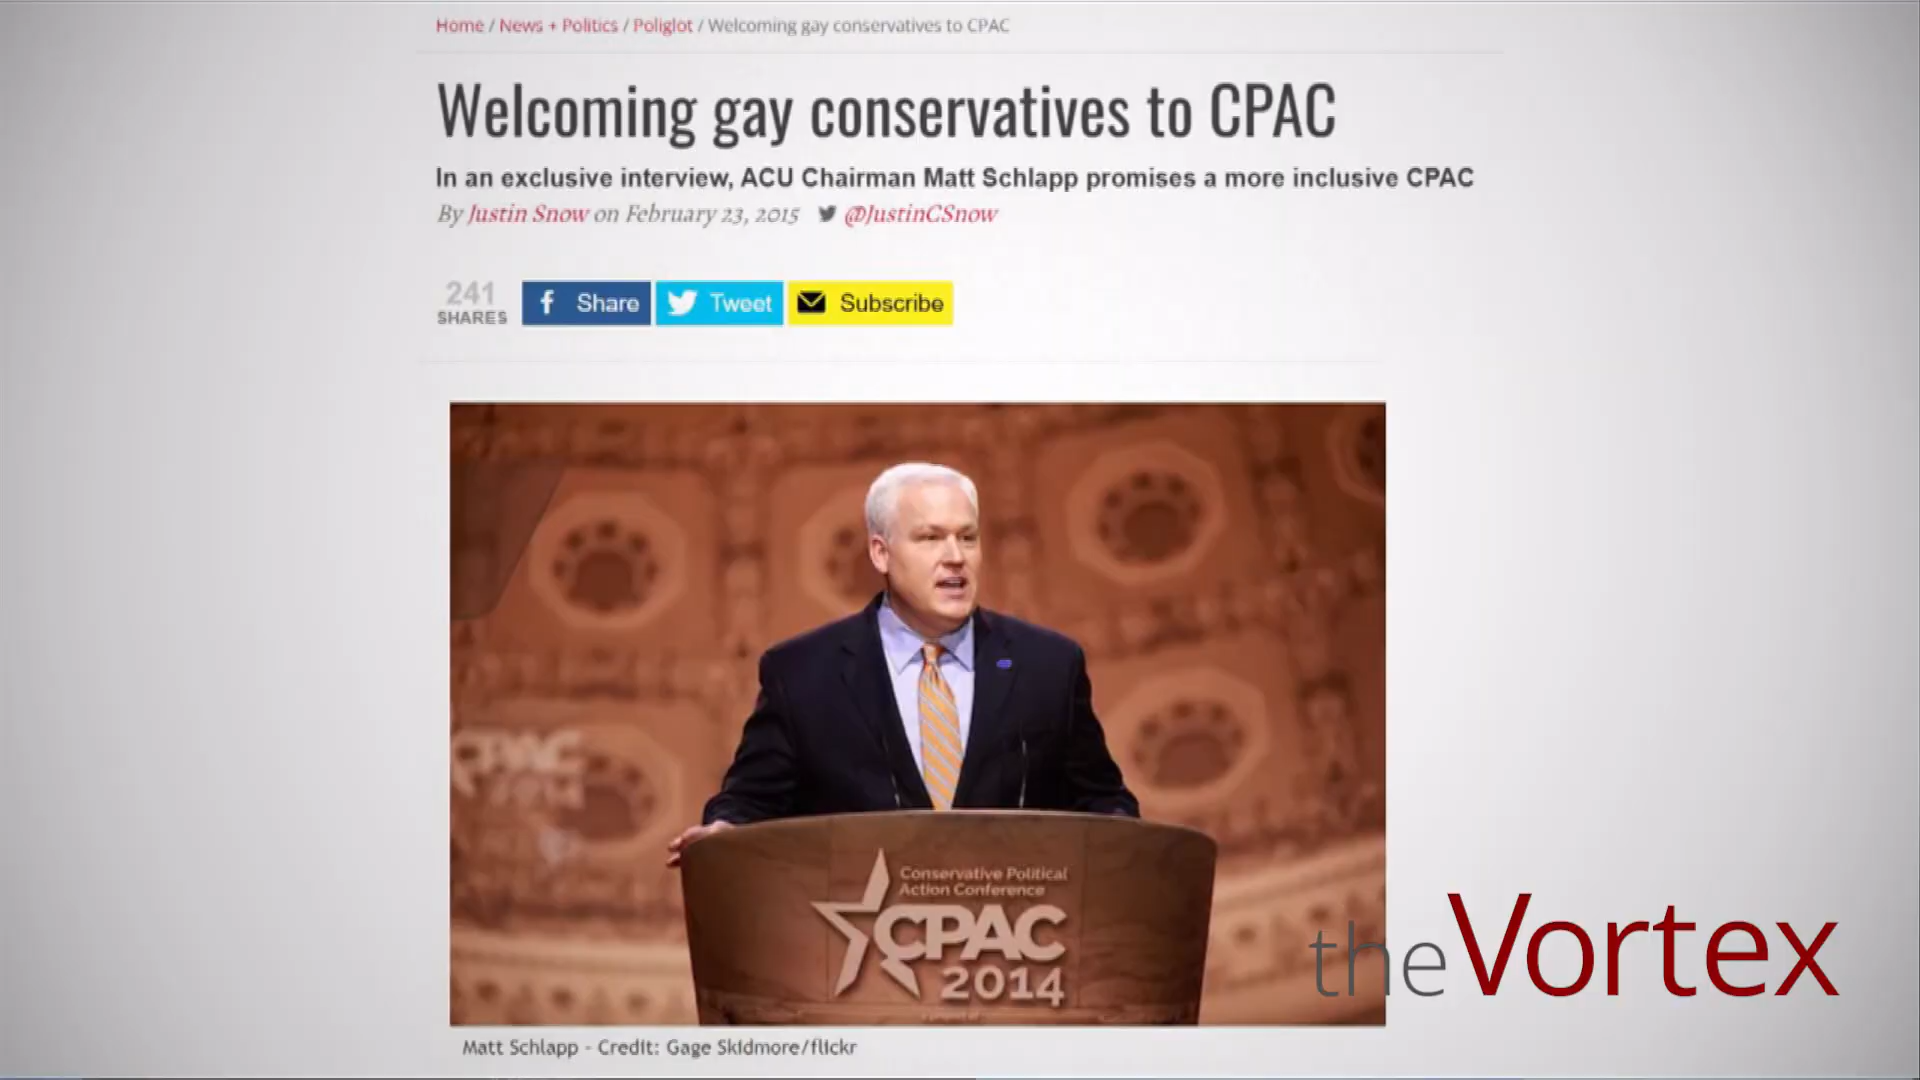 Home / News + Politics / Poliglot / Welcoming gay conservatives to CPAC
Welcoming gay conservatives to CPAC
In an exclusive interview, ACU Chairman Matt Schlapp promises a more inclusive CPAC
By Justin Snow on February 23, 2015 @JustinCSnow
241
SHARES
Share
Tweet
Subscribe
CPAC
2014
Conservative Political
Action Conference
CPAC
2014
theVortex
Matt Schlapp - Credit: Gage Skidmore/flickr